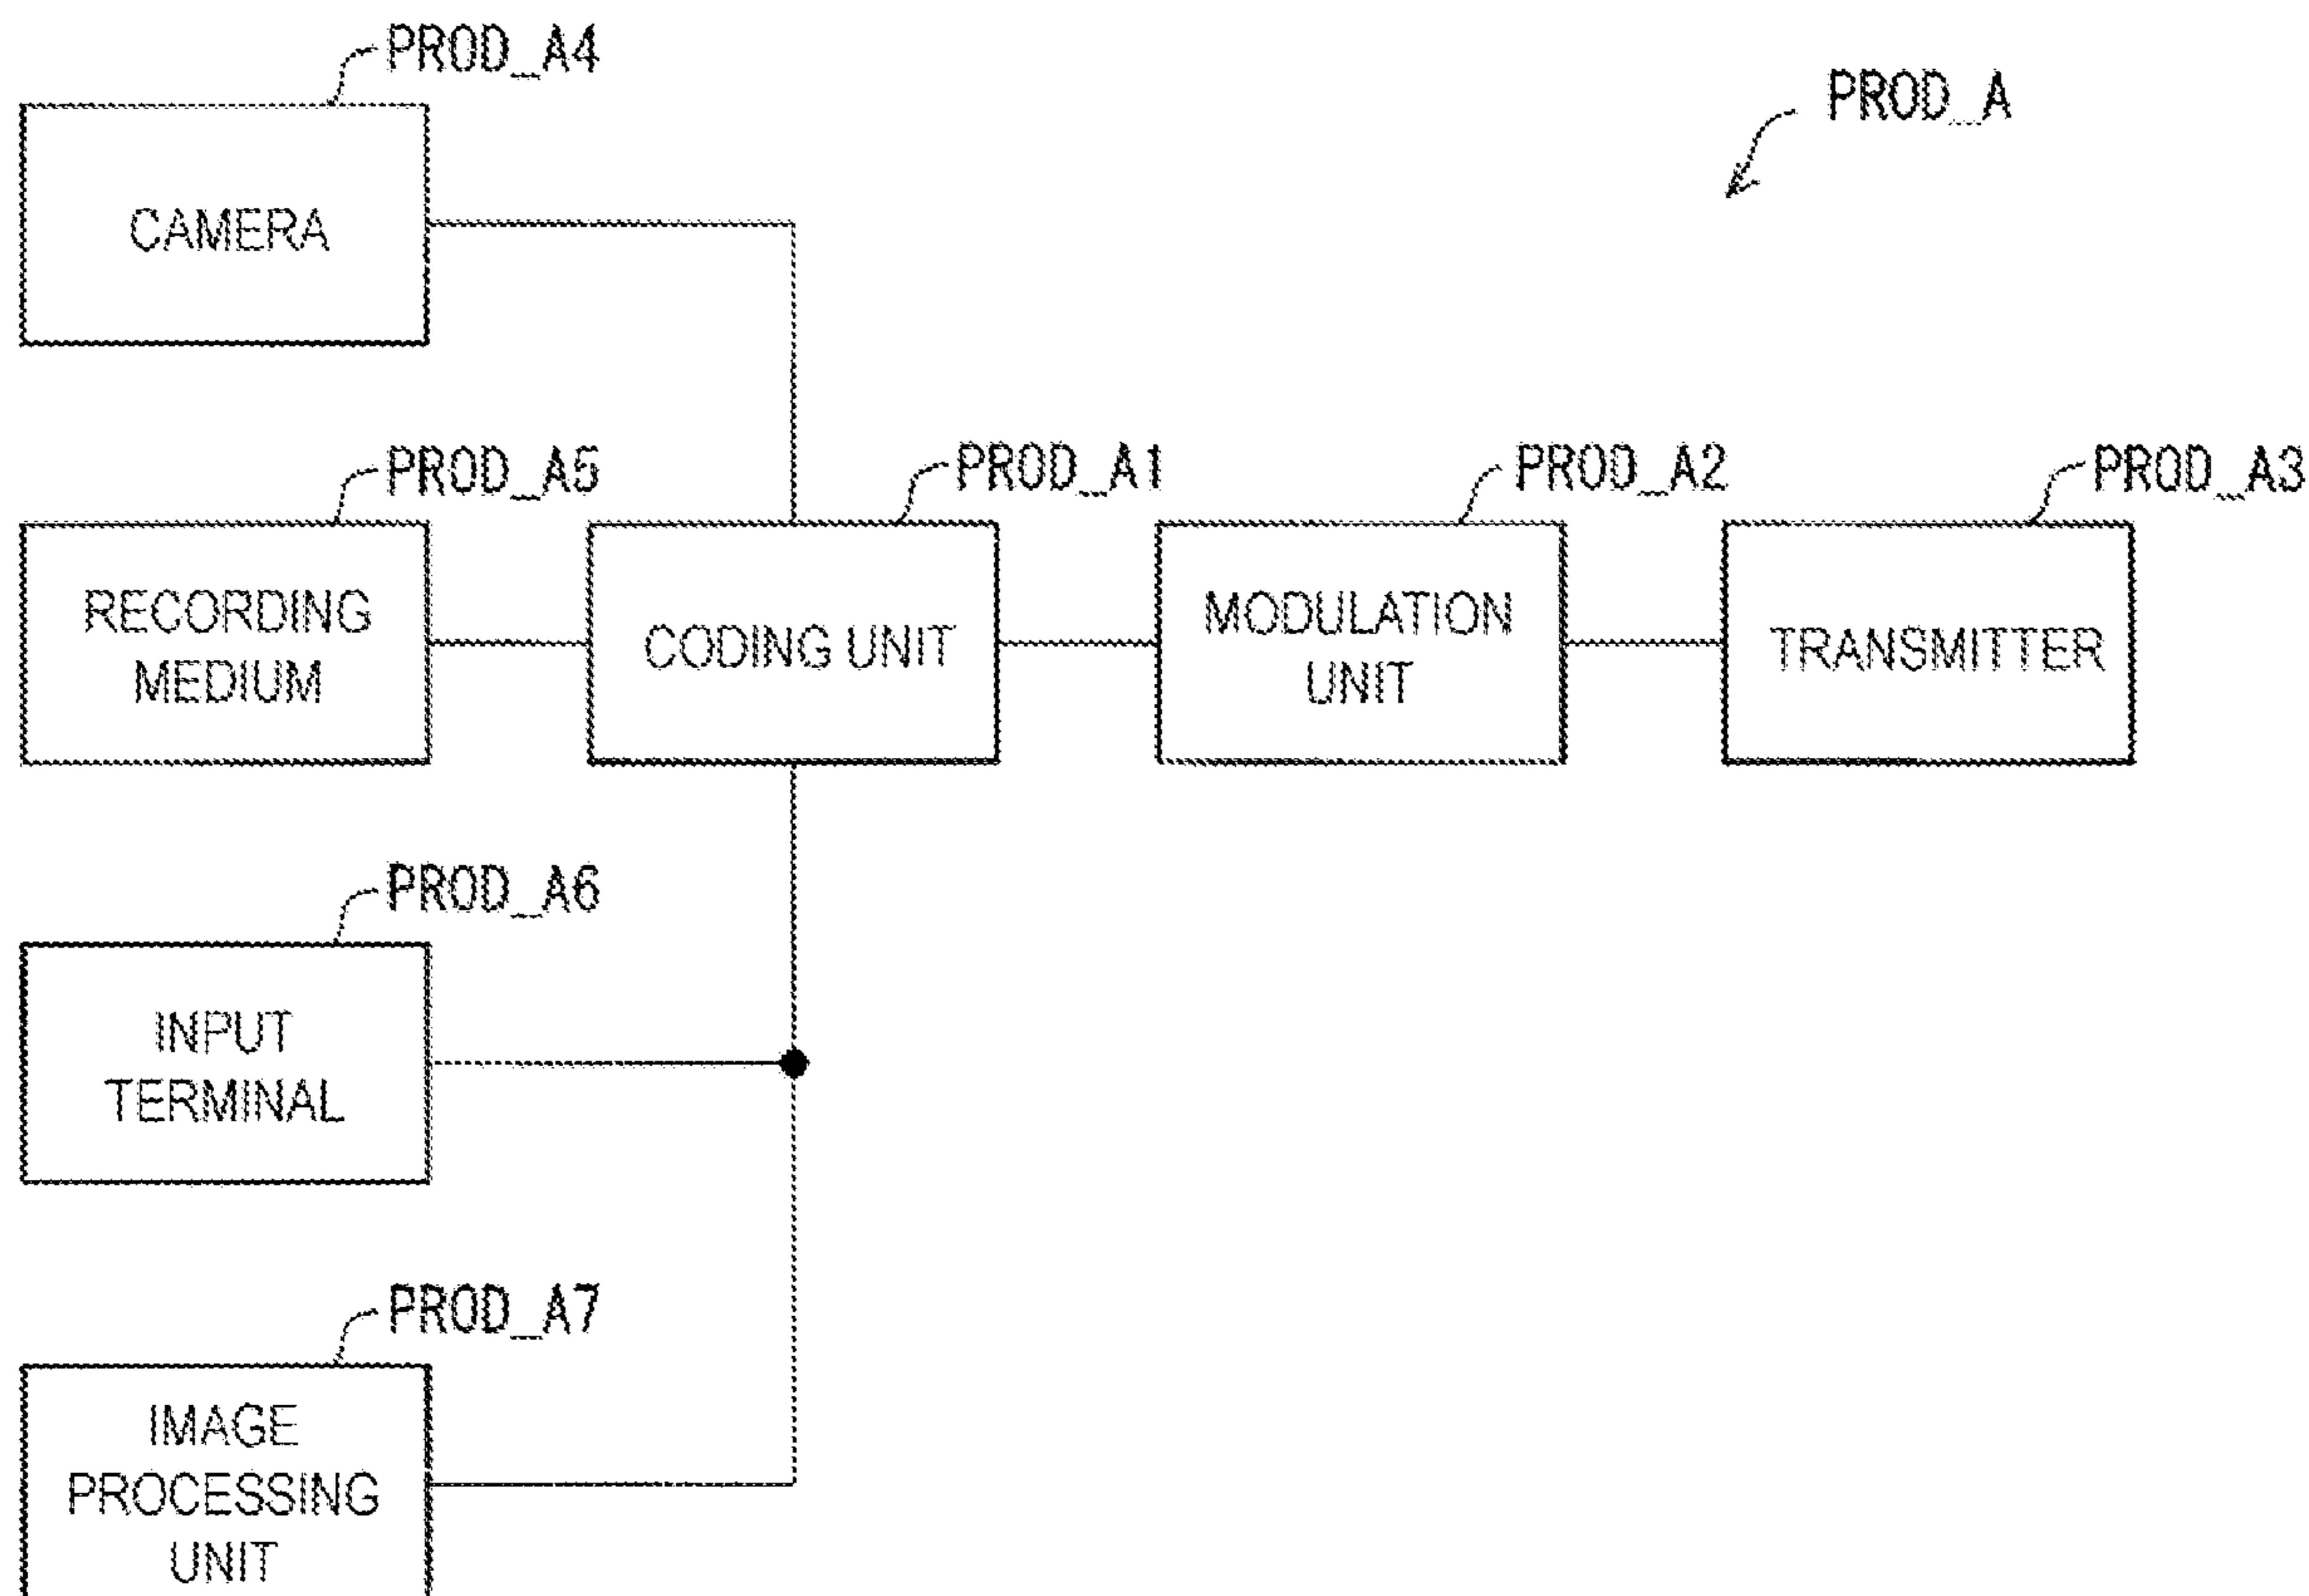 PROD_A4
PROD_A
CAMERA
PROD_A5
PROD_A1
PROD_A2
PROD_A3
RECORDING
MEDIUM
CODING UNIT
MODULATION
UNIT
TRANSMITTER
PROD_A6
INPUT
TERMINAL
PROD_A7
IMAGE
PROCESSING
UNIT